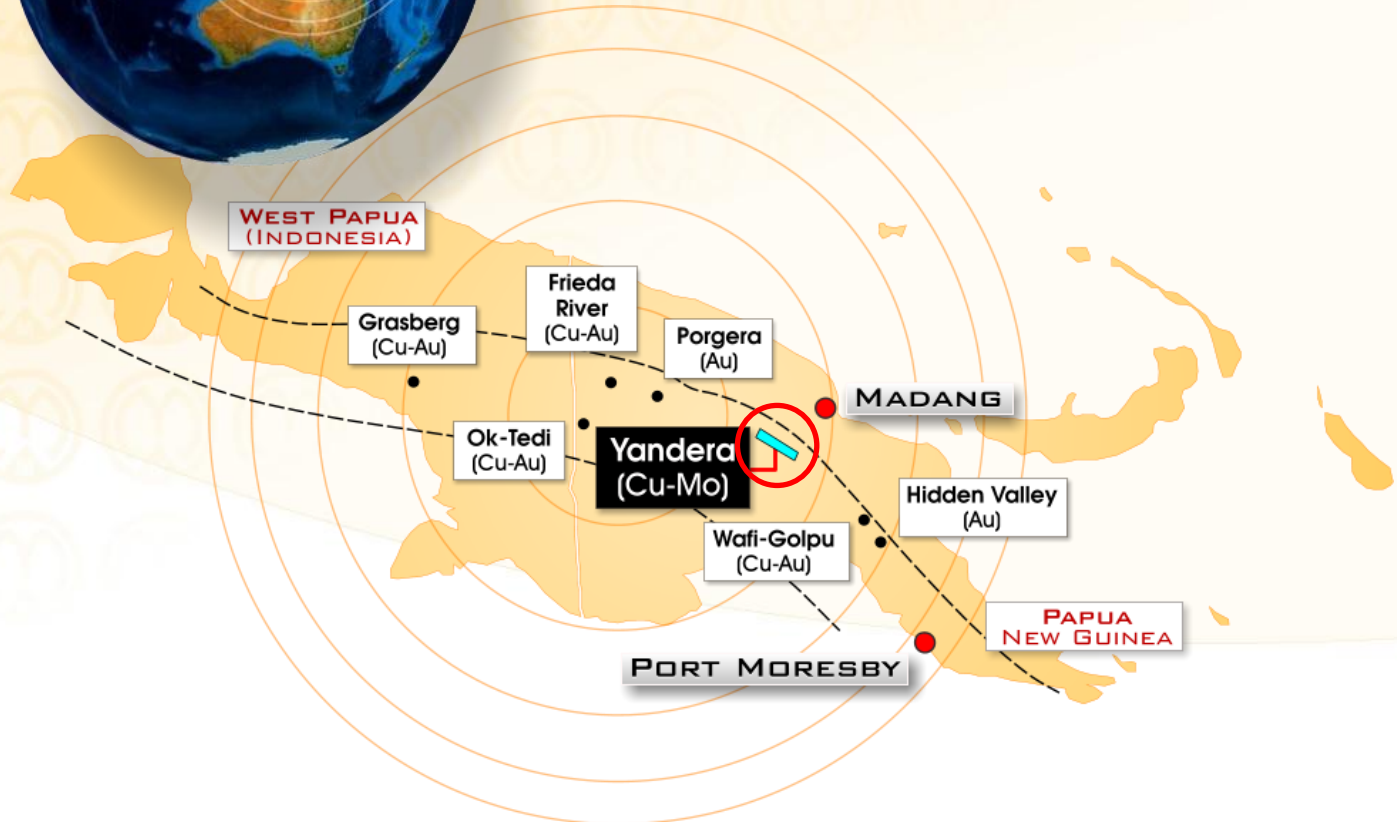 WEST PAPUA
(INDONESIA)
Frieda
River
(Cu-Au)
Grasberg
(Cu-Au)
Porgera
(Au)
MADANG
Ok-Tedi
(Cu-Au)
Yandera
(Cu-Mo)
Hidden Valley
(Au)
Wafi-Golpu
(Cu-Au)
PAPUA
NEW GUINEA
PORT MORESBY